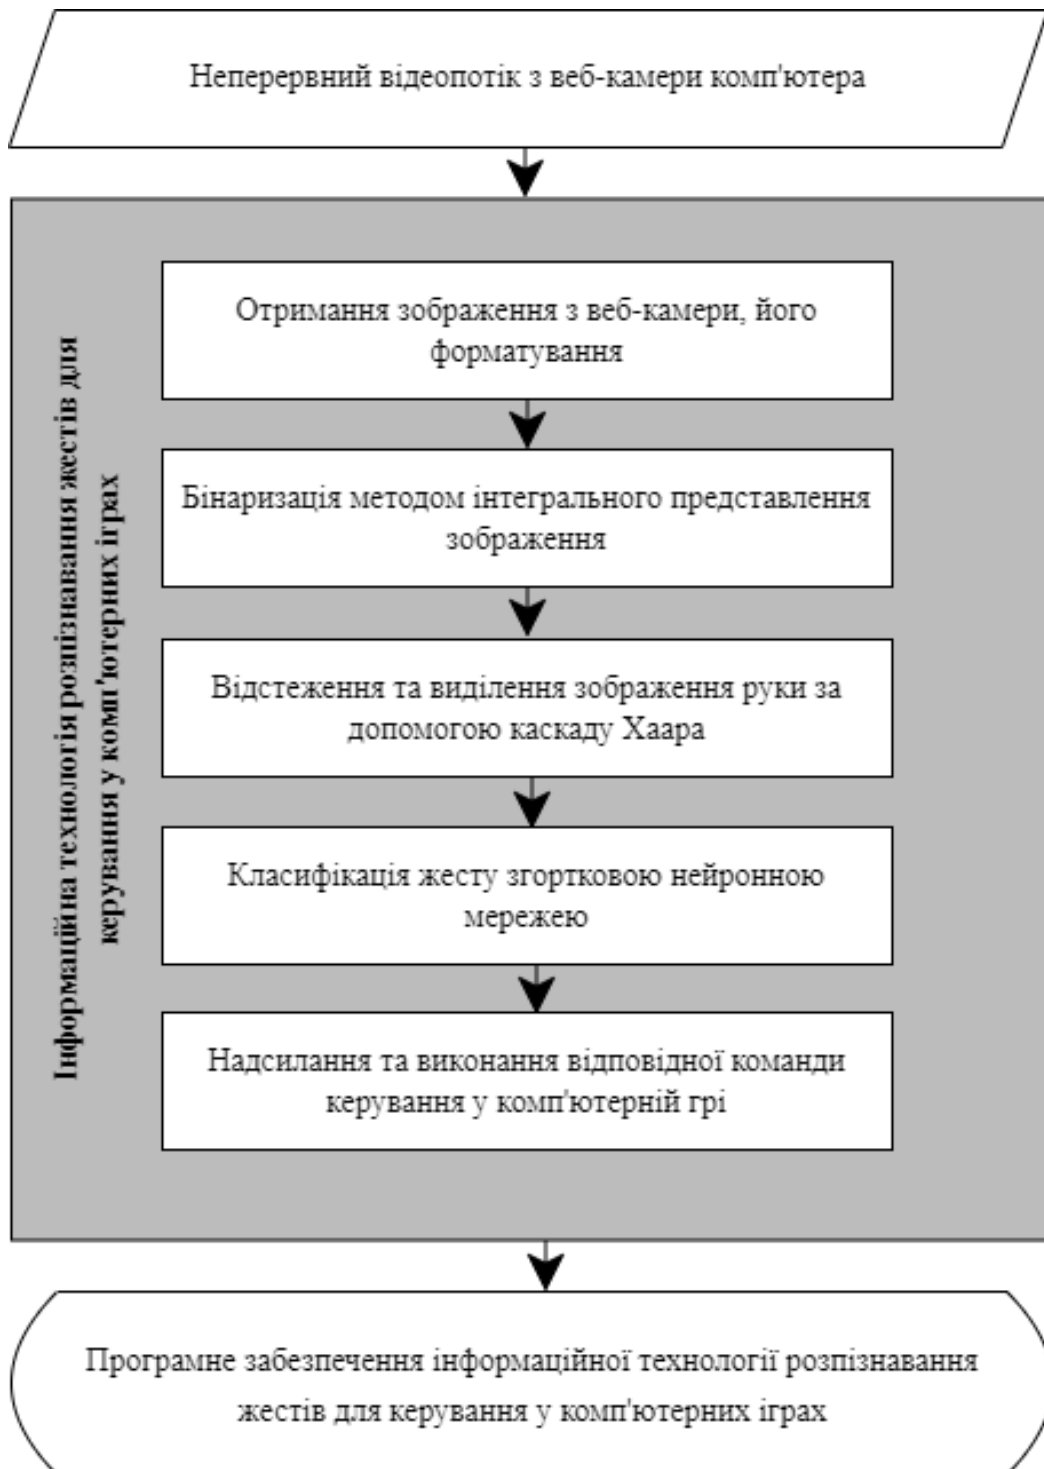 Неперервний відеопотік з веб-камери комп'ютера
Інформаційна технологія розпізнавання жестів для
керування у комп'ютерних іграх
Отримання зображення з веб-камери, його
форматування
Бінаризація методом інтегрального представлення
зображення
Відстеження та виділення зображення руки за
допомогою каскаду Хаара
Класифікація жесту згортковою нейронною
мережею
Надсилання та виконання відповідної команди
керування у комп'ютерній грі
Програмне забезпечення інформаційної технології розпізнавання
жестів для керування у комп'ютерних іграх